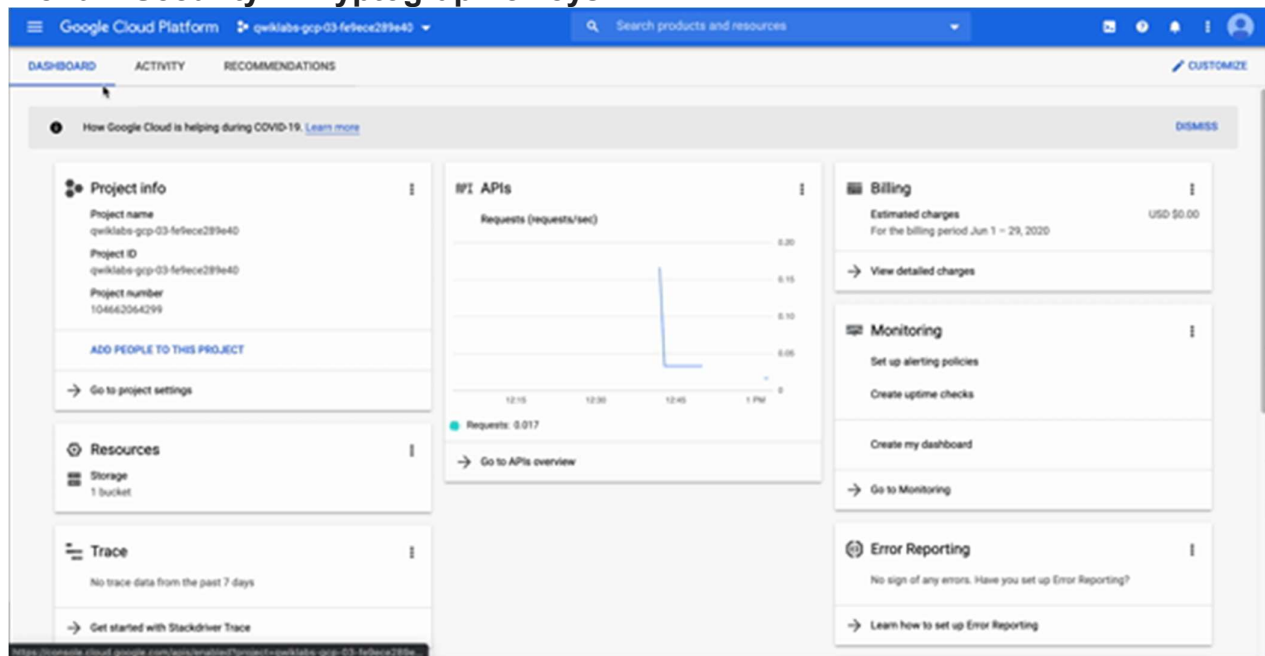 Google Cloud Platform
qwiklabs-gcp-03-fe9ece289e40
Search products and resources
DASHBOARD
ACTIVITY
RECOMMENDATIONS
CUSTOMIZE
How Google Cloud is helping during COVID-19. Learn more
DISMISS
Project info
Project name
qwiklabs-gcp-03-fe9ece289e40
Project ID
qwiklabs-gcp-03-fe9ece289e40
Project number
104662064299
ADD PEOPLE TO THIS PROJECT
Go to project settings
Resources
Storage
1 bucket
Trace
No trace data from the past 7 days
Get started with Stackdriver Trace
API APIs
Requests (requests/sec)
0.20
0.15
0.10
0.05
0
12:15
12:30
12:45
1 PM
Requests: 0.017
Go to APIs overview
Billing
Estimated charges
USD $0.00
For the billing period Jun 1 – 29, 2020
View detailed charges
Monitoring
Set up alerting policies
Create uptime checks
Create my dashboard
Go to Monitoring
Error Reporting
No sign of any errors. Have you set up Error Reporting?
Learn how to set up Error Reporting